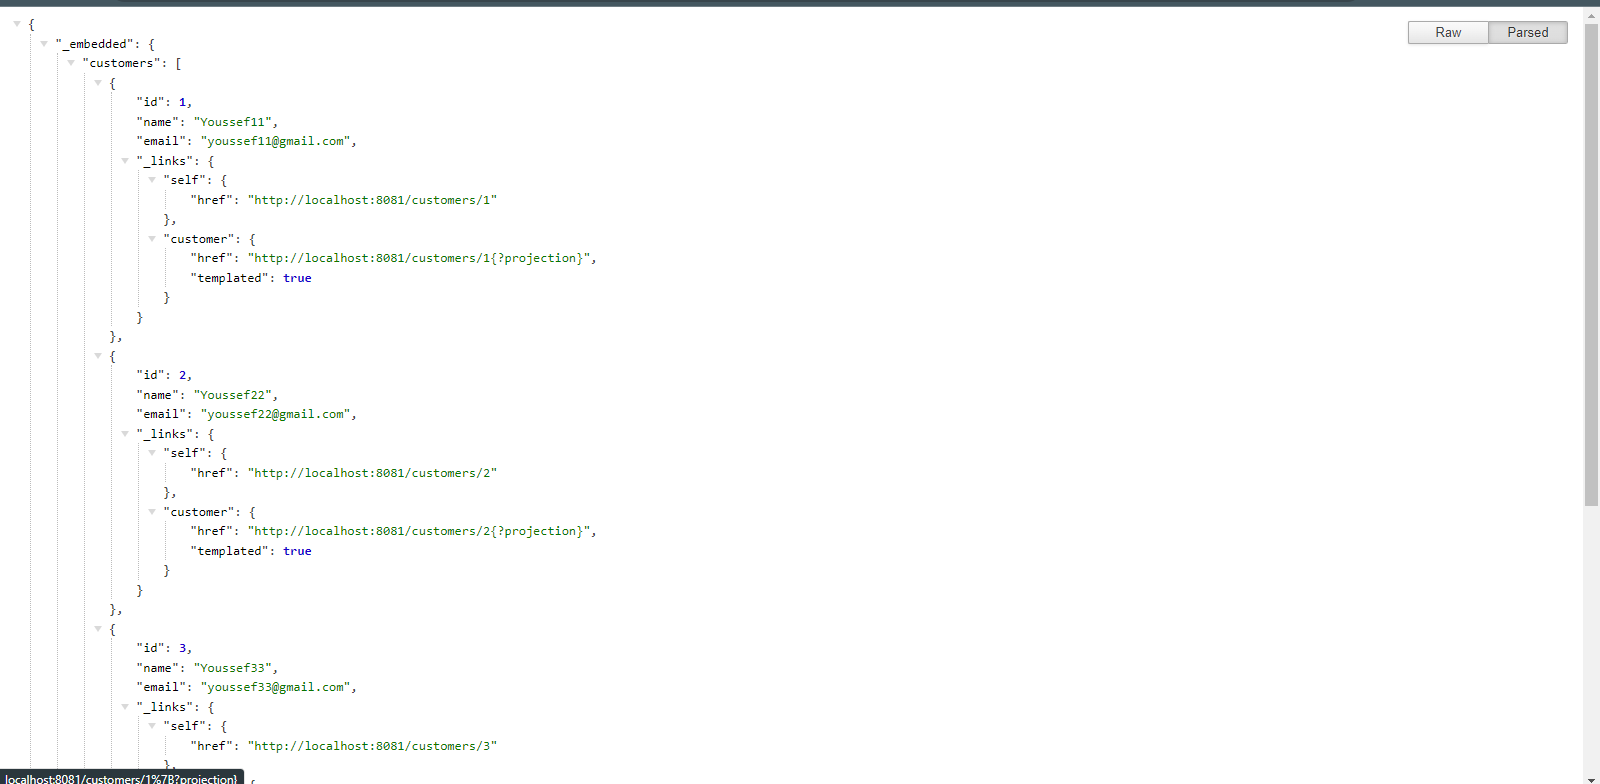 {
"_embedded": {
Raw Parsed
"customers": [
{
"id": 1,
"name": "Youssef11",
"email": "youssef11@gmail.com",
"_links": {
"self": {
"href": "http://localhost:8081/customers/1"
},
"customer": {
"href": "http://localhost:8081/customers/1{?projection}",
"templated": true
}
}
},
{
"id": 2,
"name": "Youssef22",
"email": "youssef22@gmail.com",
"_links": {
"self": {
"href": "http://localhost:8081/customers/2"
},
"customer": {
"href": "http://localhost:8081/customers/2{?projection}",
"templated": true
}
}
},
{
"id": 3,
"name": "Youssef33",
"email": "youssef33@gmail.com",
"_links": {
"self": {
"href": "http://localhost:8081/customers/3"
},
localhost:8081/customers/1%7B?projection} {